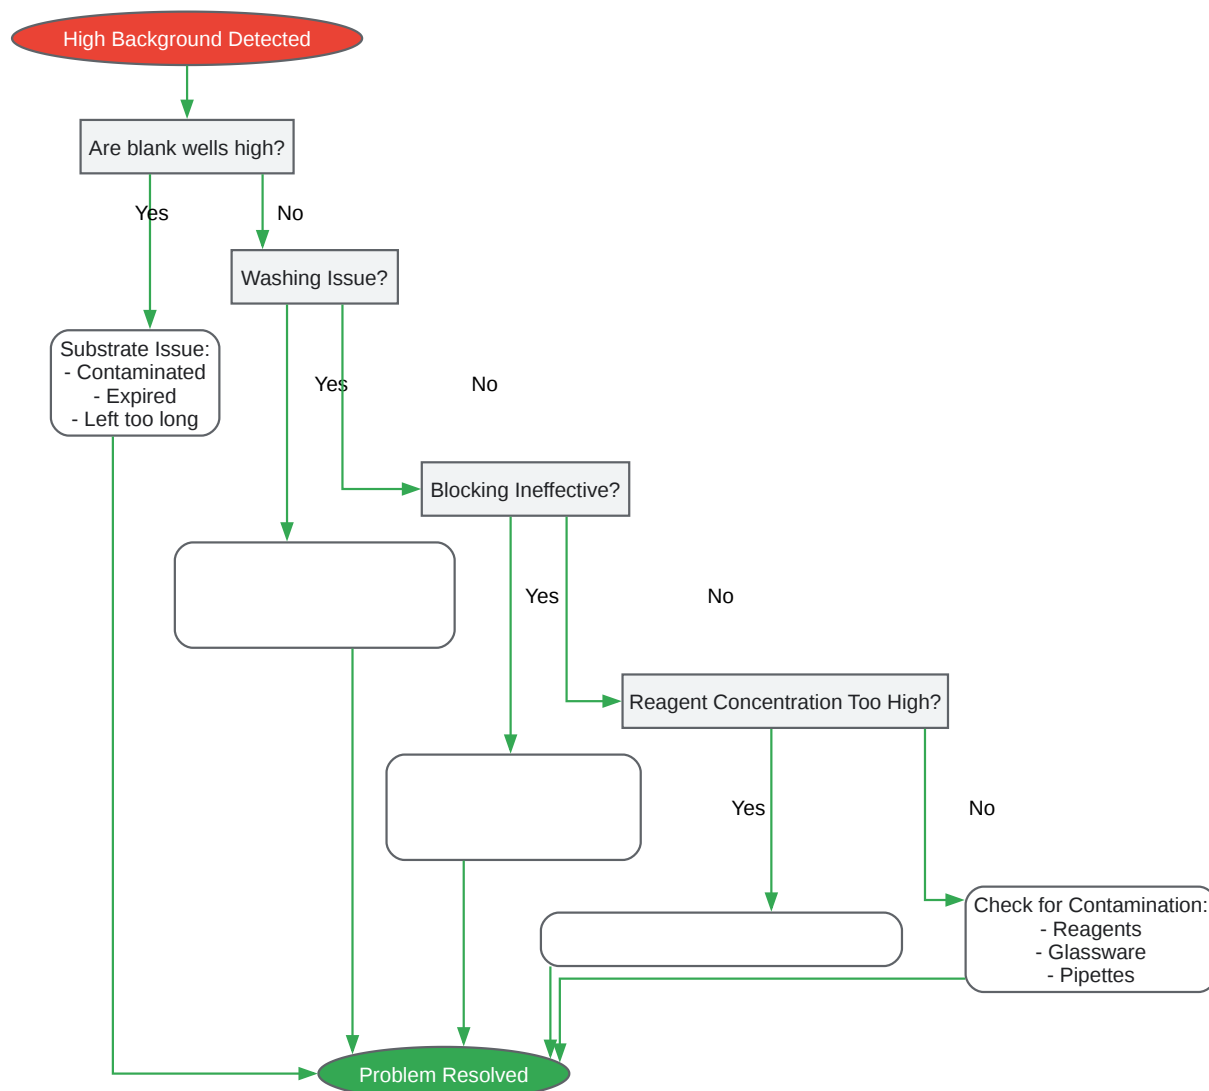 High Background Detected
Are blank wells high?
Yes
No
Washing Issue?
Substrate Issue:
- Contaminated
- Expired
- Left too long
Yes
No
Blocking Ineffective?
Yes
No
Reagent Concentration Too High?
Yes
No
Check for Contamination:
- Reagents
- Glassware
- Pipettes
Problem Resolved